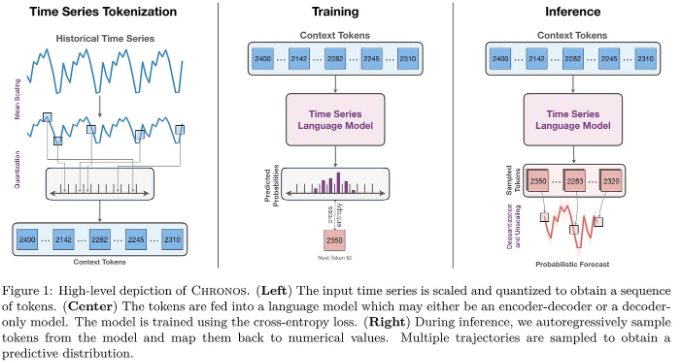 Time Series Tokenization
Historical Time Series
Mean Scaling
Quantization
2400 ... 2142 ... 2282 ... 2245 ... 2310
Context Tokens
Training
Context Tokens
2400 ... 2142 ... 2282 ... 2245 ... 2310
Time Series
Language Model
Predicted
Probabilities
cross
entropy
2350
Next Token ID
Inference
Context Tokens
2400 ... 2142 ... 2282 ... 2245 ... 2310
Time Series
Language Model
Sampled
Tokens
2350 ... 2283 ... 2320
Dequantization
and Unscaling
Probabilistic Forecast
Figure 1: High-level depiction of CHRONOS. (Left) The input time series is scaled and quantized to obtain a sequence
of tokens. (Center) The tokens are fed into a language model which may either be an encoder-decoder or a decoder-
only model. The model is trained using the cross-entropy loss. (Right) During inference, we autoregressively sample
tokens from the model and map them back to numerical values. Multiple trajectories are sampled to obtain a
predictive distribution.